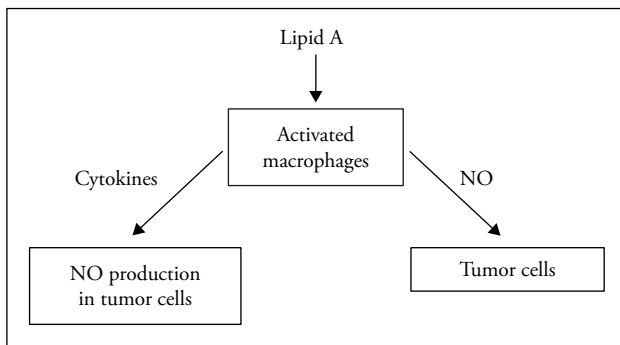 Lipid A
Activated
macrophages
Cytokines
NO
NO production
in tumor cells
Tumor cells